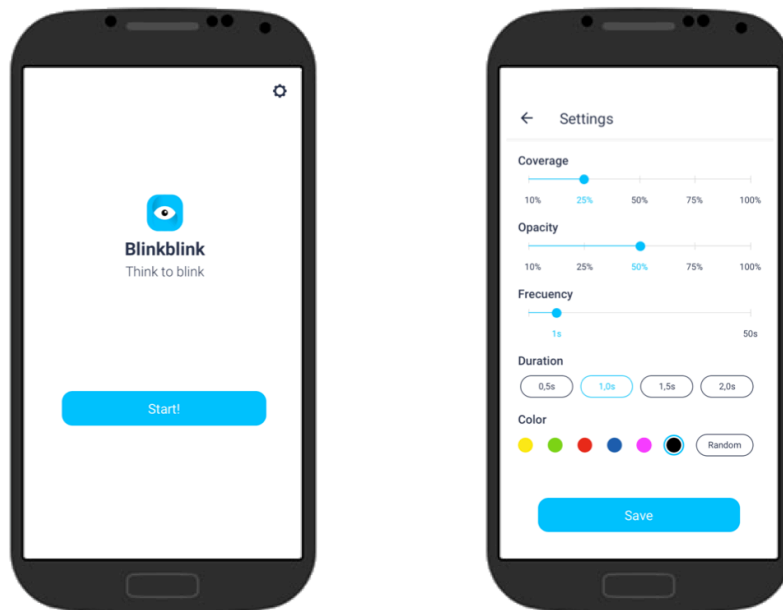 Blinkblink
Think to blink
Start!
Settings
Coverage
10% 25% 50% 75% 100%
Opacity
10% 25% 50% 75% 100%
Frecuency
1s 50s
Duration
0,5s 1,0s 1,5s 2,0s
Color
Random
Save